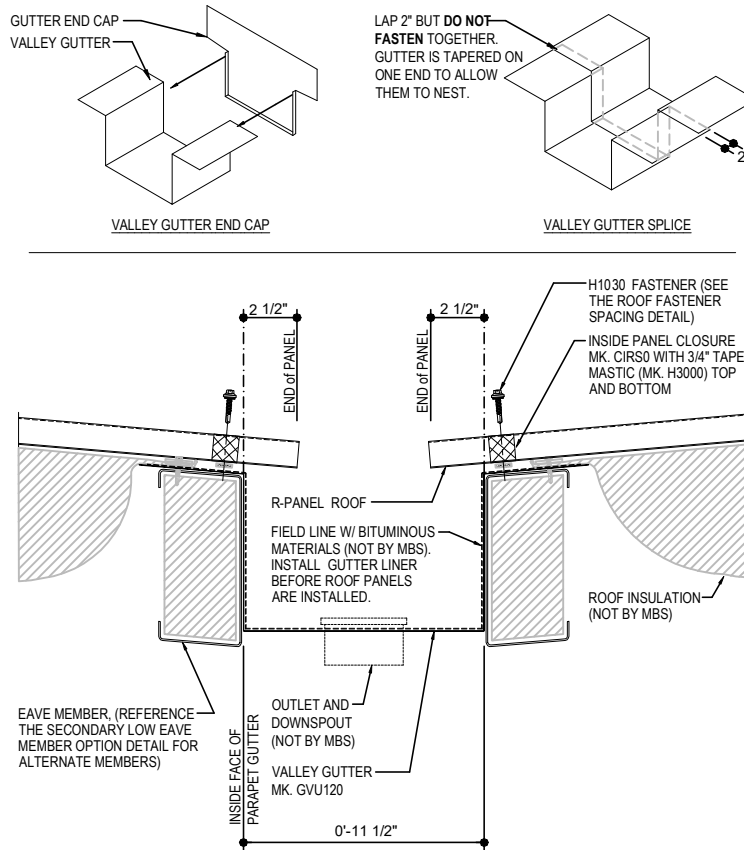 GUTTER END CAP
VALLEY GUTTER
VALLEY GUTTER END CAP
LAP 2" BUT DO NOT
FASTEN TOGETHER.
GUTTER IS TAPERED ON
ONE END TO ALLOW
THEM TO NEST.
2
VALLEY GUTTER SPLICE
2 1/2"
END of PANEL
2 1/2"
END of PANEL
H1030 FASTENER (SEE
THE ROOF FASTENER
SPACING DETAIL)
INSIDE PANEL CLOSURE
MK. CIRS0 WITH 3/4" TAPE
MASTIC (MK. H3000) TOP
AND BOTTOM
R-PANEL ROOF
FIELD LINE W/ BITUMINOUS
MATERIALS (NOT BY MBS).
INSTALL GUTTER LINER
BEFORE ROOF PANELS
ARE INSTALLED.
ROOF INSULATION
(NOT BY MBS)
EAVE MEMBER, (REFERENCE
THE SECONDARY LOW EAVE
MEMBER OPTION DETAIL FOR
ALTERNATE MEMBERS)
INSIDE FACE OF
PARAPET GUTTER
OUTLET AND
DOWNSPOUT
(NOT BY MBS)
VALLEY GUTTER
MK. GVU120
0'-11 1/2"